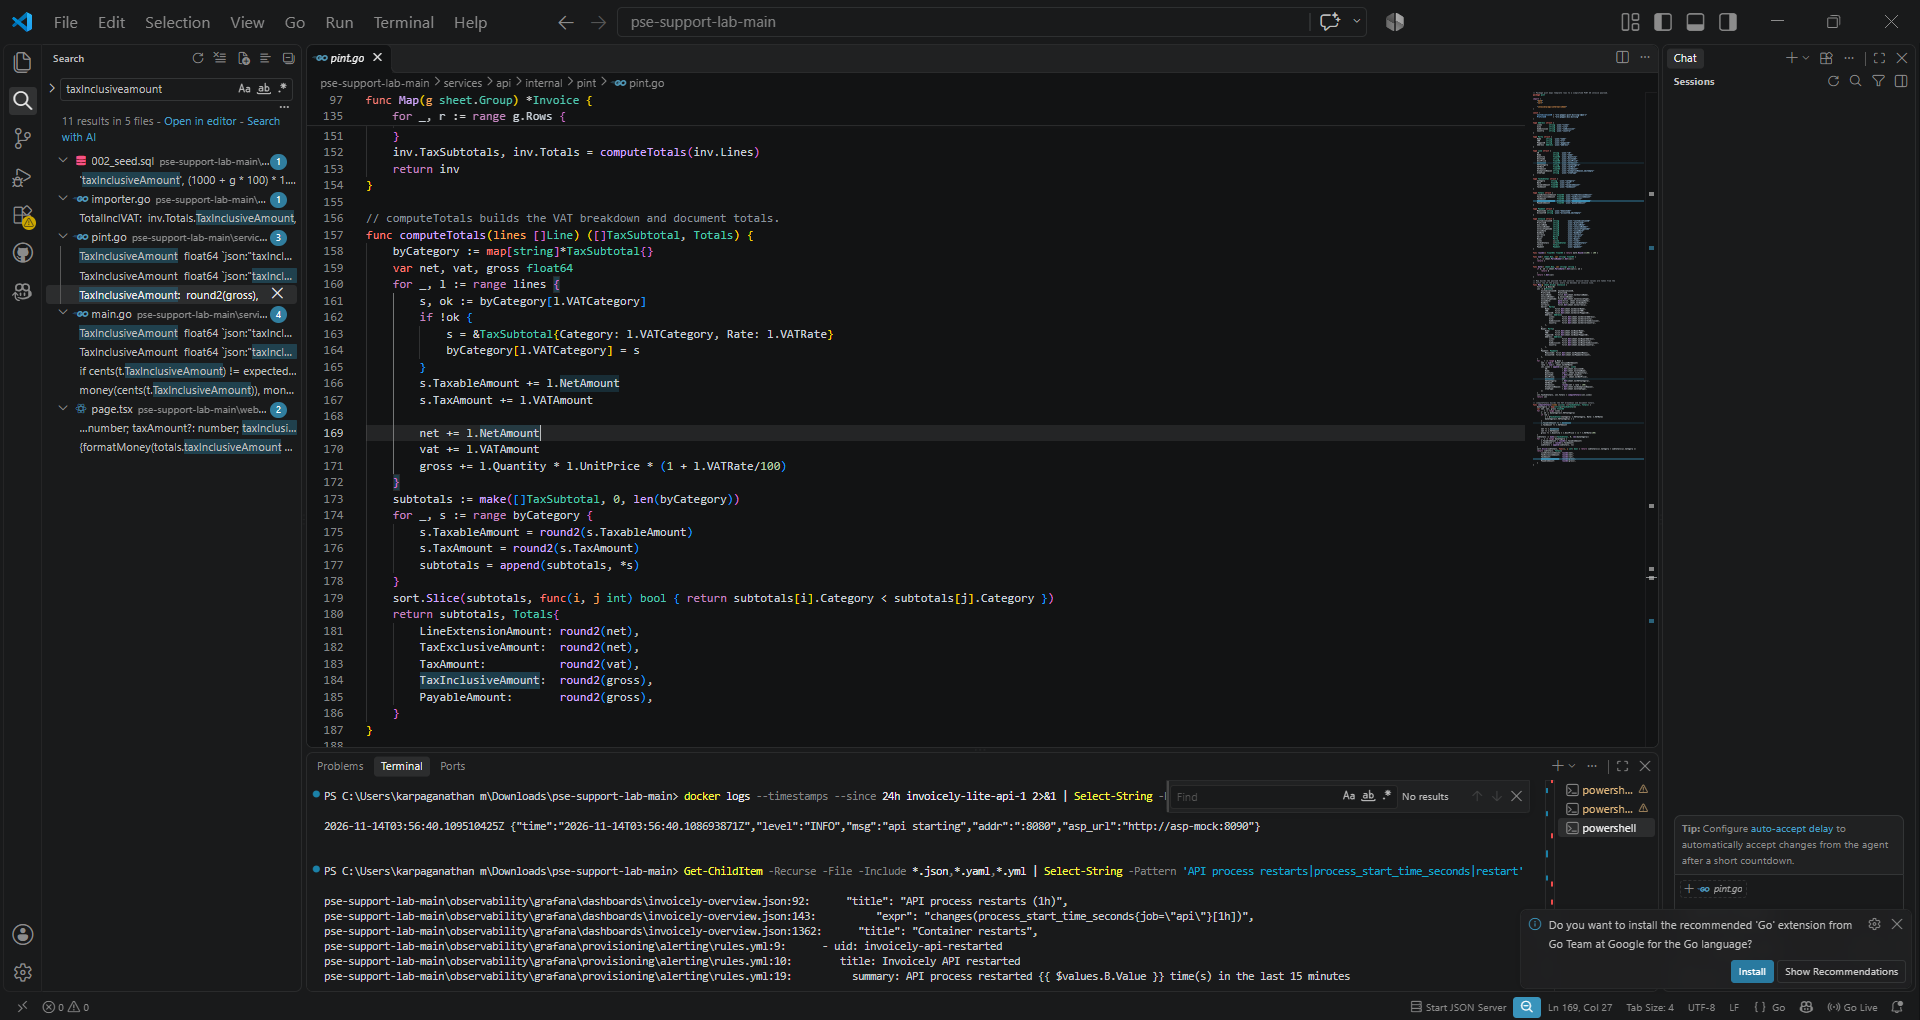 File Edit Selection View Go Run Terminal Help
pse-support-lab-main
Search
taxInclusiveamount
Aa ab .*
11 results in 5 files - Open in editor - Search
with AI
002_seed.sql pse-support-lab-main\... 1
'taxInclusiveAmount', (1000 + g * 100) * 1....
importer.go pse-support-lab-main\... 1
TotalInclVAT: inv.Totals.TaxInclusiveAmount,
pint.go pse-support-lab-main\servic... 3
TaxInclusiveAmount float64 `json:"taxIncl...
TaxInclusiveAmount float64 `json:"taxIncl...
TaxInclusiveAmount: round2(gross),
main.go pse-support-lab-main\servi... 4
TaxInclusiveAmount float64 `json:"taxIncl...
TaxInclusiveAmount float64 `json:"taxIncl...
if cents(t.TaxInclusiveAmount) != expected...
money(cents(t.TaxInclusiveAmount)), mon...
page.tsx pse-support-lab-main\web... 2
...number; taxAmount?: number; taxInclusi...
{formatMoney(totals.taxInclusiveAmount ...
pint.go
pse-support-lab-main > services > api > internal > pint > pint.go
97 func Map(g sheet.Group) *Invoice {
135 for _, r := range g.Rows {
151 }
152 inv.TaxSubtotals, inv.Totals = computeTotals(inv.Lines)
153 return inv
154 }
155
156 // computeTotals builds the VAT breakdown and document totals.
157 func computeTotals(lines []Line) ([]TaxSubtotal, Totals) {
158 byCategory := map[string]*TaxSubtotal{}
159 var net, vat, gross float64
160 for _, l := range lines {
161 s, ok := byCategory[l.VATCategory]
162 if !ok {
163 s = &TaxSubtotal{Category: l.VATCategory, Rate: l.VATRate}
164 byCategory[l.VATCategory] = s
165 }
166 s.TaxableAmount += l.NetAmount
167 s.TaxAmount += l.VATAmount
168
169 net += l.NetAmount
170 vat += l.VATAmount
171 gross += l.Quantity * l.UnitPrice * (1 + l.VATRate/100)
172 }
173 subtotals := make([]TaxSubtotal, 0, len(byCategory))
174 for _, s := range byCategory {
175 s.TaxableAmount = round2(s.TaxableAmount)
176 s.TaxAmount = round2(s.TaxAmount)
177 subtotals = append(subtotals, *s)
178 }
179 sort.Slice(subtotals, func(i, j int) bool { return subtotals[i].Category < subtotals[j].Category })
180 return subtotals, Totals{
181 LineExtensionAmount: round2(net),
182 TaxExclusiveAmount: round2(net),
183 TaxAmount: round2(vat),
184 TaxInclusiveAmount: round2(gross),
185 PayableAmount: round2(gross),
186 }
187 }
188
Problems Terminal Ports
PS C:\Users\karpaganathan m\Downloads\pse-support-lab-main> docker logs --timestamps --since 24h invoicely-lite-api-1 2>&1 | Select-String -
Find
Aa ab .* No results
2026-11-14T03:56:40.109510425Z {"time":"2026-11-14T03:56:40.108693871Z","level":"INFO","msg":"api starting","addr":":8080","asp_url":"http://asp-mock:8090"}
PS C:\Users\karpaganathan m\Downloads\pse-support-lab-main> Get-ChildItem -Recurse -File -Include *.json,*.yaml,*.yml | Select-String -Pattern 'API process restarts|process_start_time_seconds|restart'
pse-support-lab-main\observability\grafana\dashboards\invoicely-overview.json:92: "title": "API process restarts (1h)",
pse-support-lab-main\observability\grafana\dashboards\invoicely-overview.json:143: "expr": "changes(process_start_time_seconds{job=\"api\"}[1h])",
pse-support-lab-main\observability\grafana\dashboards\invoicely-overview.json:1362: "title": "Container restarts",
pse-support-lab-main\observability\grafana\provisioning\alerting\rules.yml:9: - uid: invoicely-api-restarted
pse-support-lab-main\observability\grafana\provisioning\alerting\rules.yml:10: title: Invoicely API restarted
pse-support-lab-main\observability\grafana\provisioning\alerting\rules.yml:19: summary: API process restarted {{ $values.B.Value }} time(s) in the last 15 minutes
powersh...
powersh...
powershell
Chat
Sessions
Tip: Configure auto-accept delay to
automatically accept changes from the agent
after a short countdown.
pint.go
Do you want to install the recommended 'Go' extension from
Go Team at Google for the Go language?
Install Show Recommendations
0 0
Start JSON Server Ln 169, Col 27 Tab Size: 4 UTF-8 LF { } Go Go Live